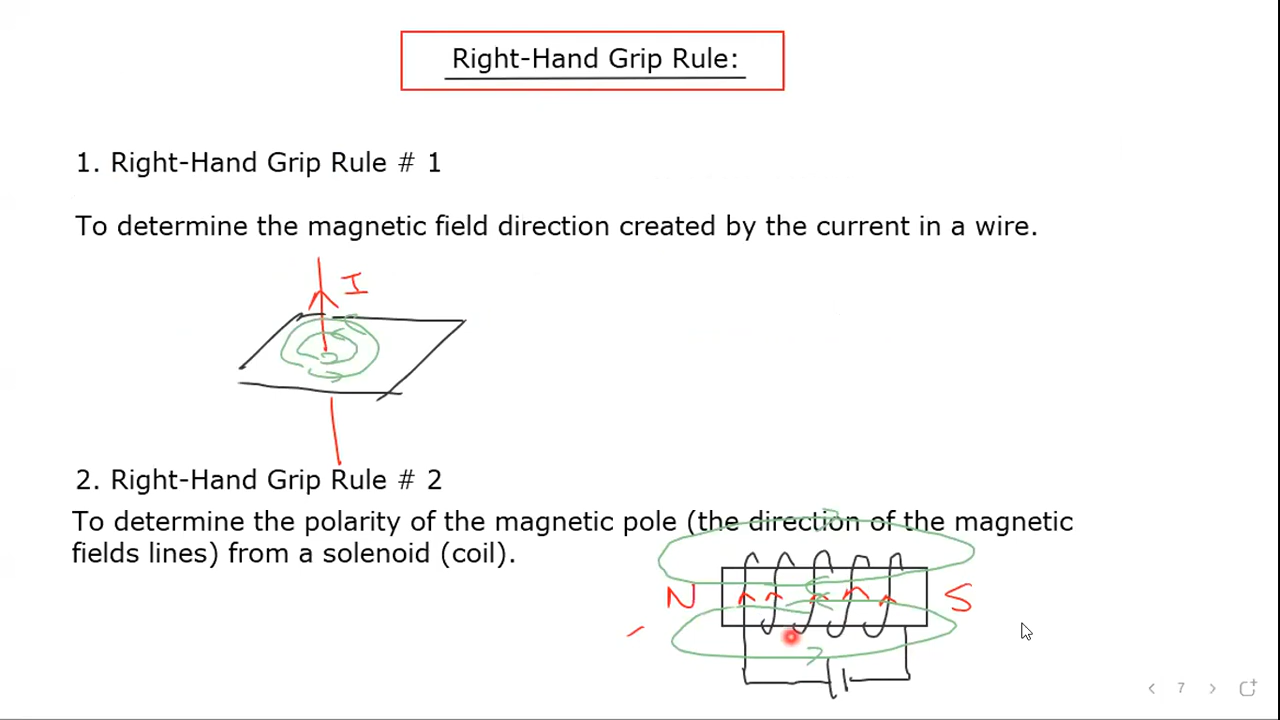 Right-Hand Grip Rule:
1. Right-Hand Grip Rule # 1
To determine the magnetic field direction created by the current in a wire.
I
2. Right-Hand Grip Rule # 2
To determine the polarity of the magnetic pole (the direction of the magnetic
fields lines) from a solenoid (coil).
N S
7